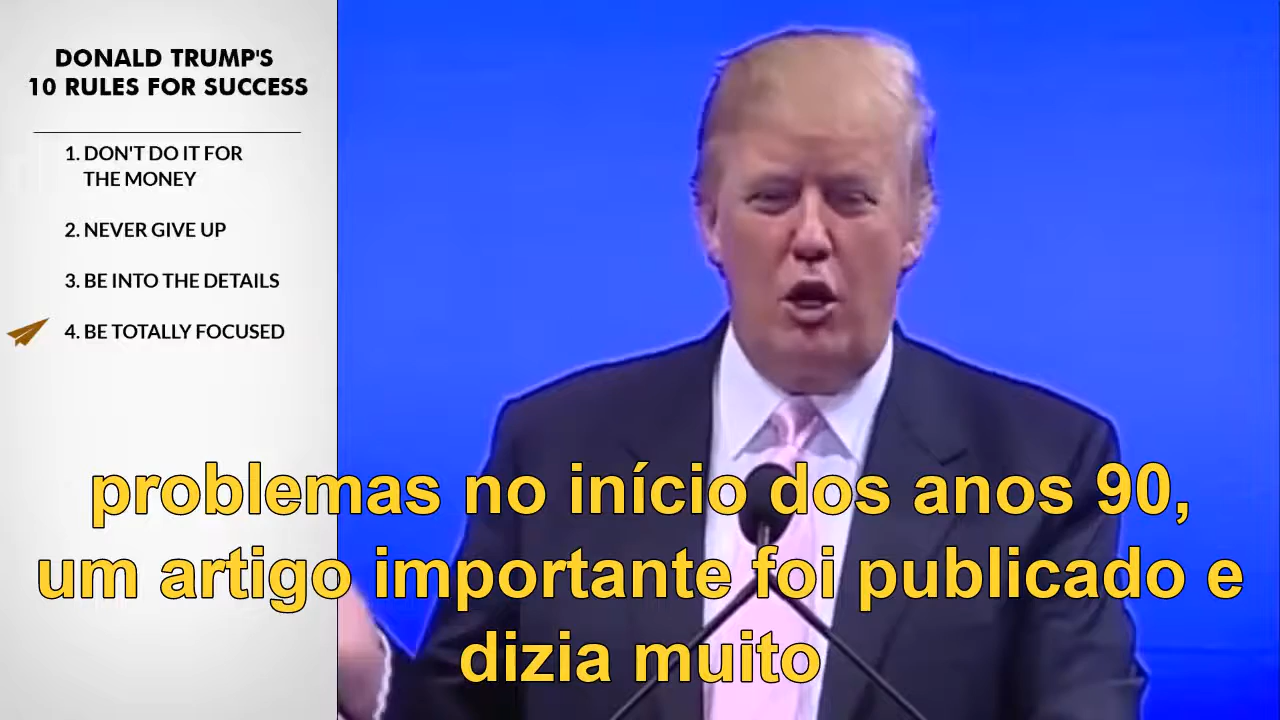 DONALD TRUMP'S
10 RULES FOR SUCCESS
1. DON'T DO IT FOR
THE MONEY
2. NEVER GIVE UP
3. BE INTO THE DETAILS
4. BE TOTALLY FOCUSED
problemas no início dos anos 90,
um artigo importante foi publicado e
dizia muito